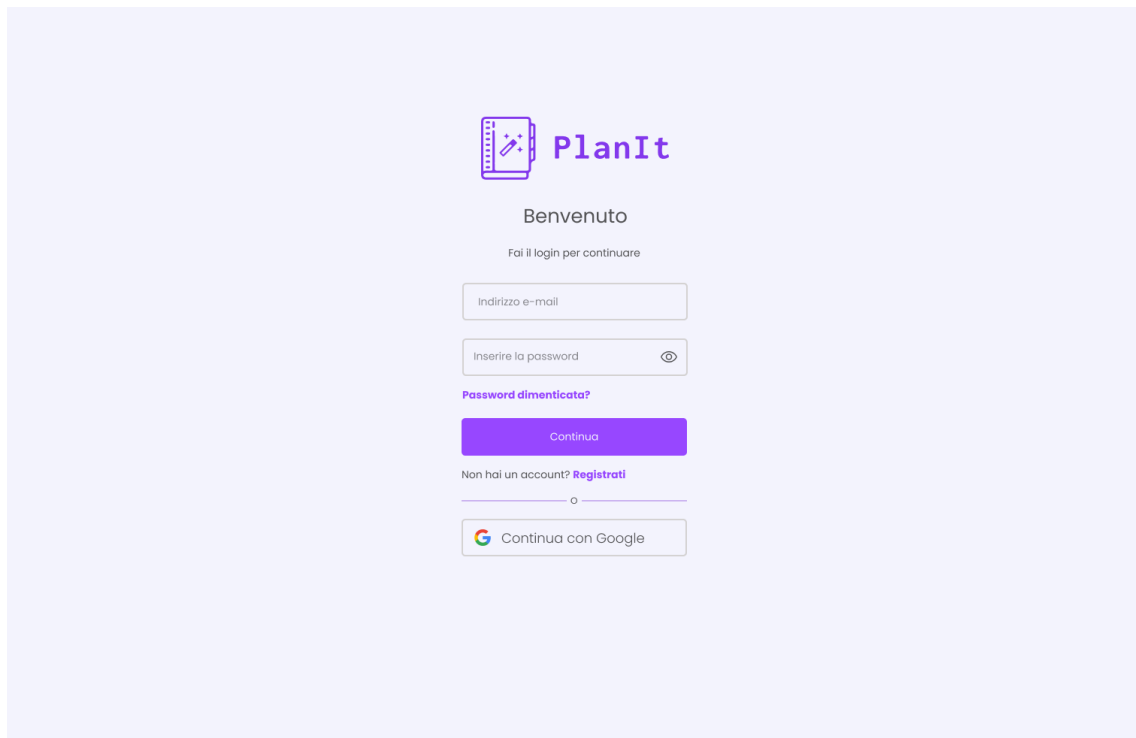 PlanIt
Benvenuto
Fai il login per continuare
Indirizzo e-mail
Inserire la password
Password dimenticata?
Continua
Non hai un account? Registrati
O
Continua con Google